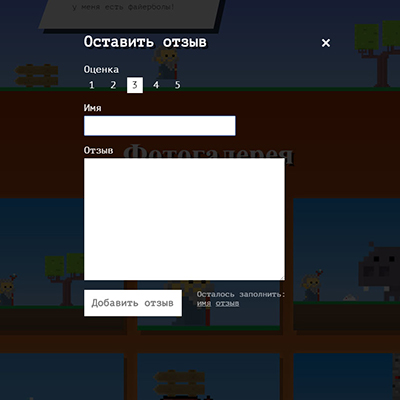 у меня есть фаерболы!
Оставить отзыв
×
Оценка
1 2 3 4 5
Имя
Отзыв
Фотогалерея
Добавить отзыв
Осталось заполнить:
имя отзыв